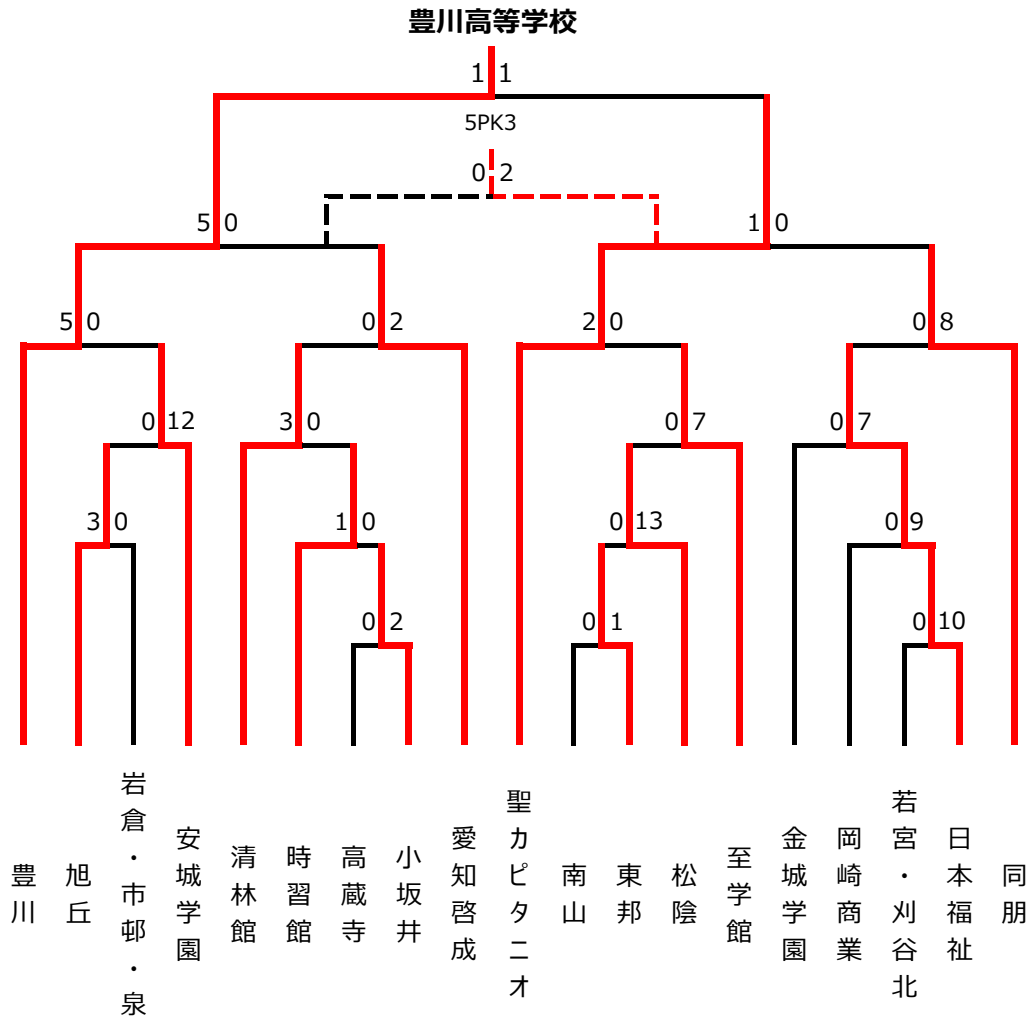 豊川高等学校
1 1
5PK3
0 2
5 0
1 0
5 0
0 2
2 0
0 8
0 12
3 0
0 7
0 7
3 0
1 0
0 13
0 9
0 2
0 1
0 10
豊川
旭丘
岩倉・市邨・泉
安城学園
清林館
時習館
高蔵寺
小坂井
愛知啓成
聖カピタニオ
南山
東邦
松陰
至学館
金城学園
岡崎商業
若宮・刈谷北
日本福祉
同朋